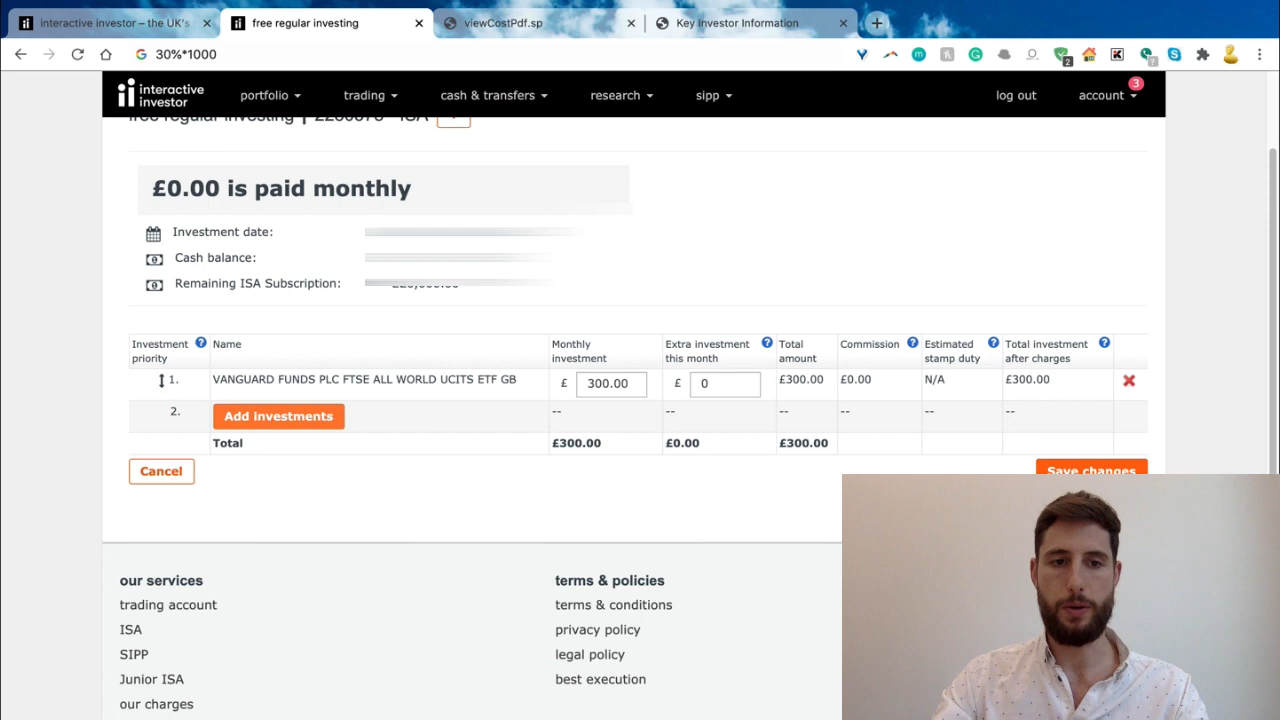 interactive investor – the UK's
free regular investing
viewCostPdf.sp
Key Investor Information
30%*1000
2
?
interactive investor
portfolio
trading
cash & transfers
research
sipp
log out
account
3
free regular investing | ISA
£0.00 is paid monthly
Investment date:
Cash balance:
Remaining ISA Subscription:
Investment priority
Name
Monthly investment
Extra investment this month
Total amount
Commission
Estimated stamp duty
Total investment after charges
1. VANGUARD FUNDS PLC FTSE ALL WORLD UCITS ETF GB £ 300.00 £ 0 £300.00 £0.00 N/A £300.00
2. Add investments -- -- -- -- -- --
Total £300.00 £0.00 £300.00
Cancel
Save changes
our services
trading account
ISA
SIPP
Junior ISA
our charges
terms & policies
terms & conditions
privacy policy
legal policy
best execution